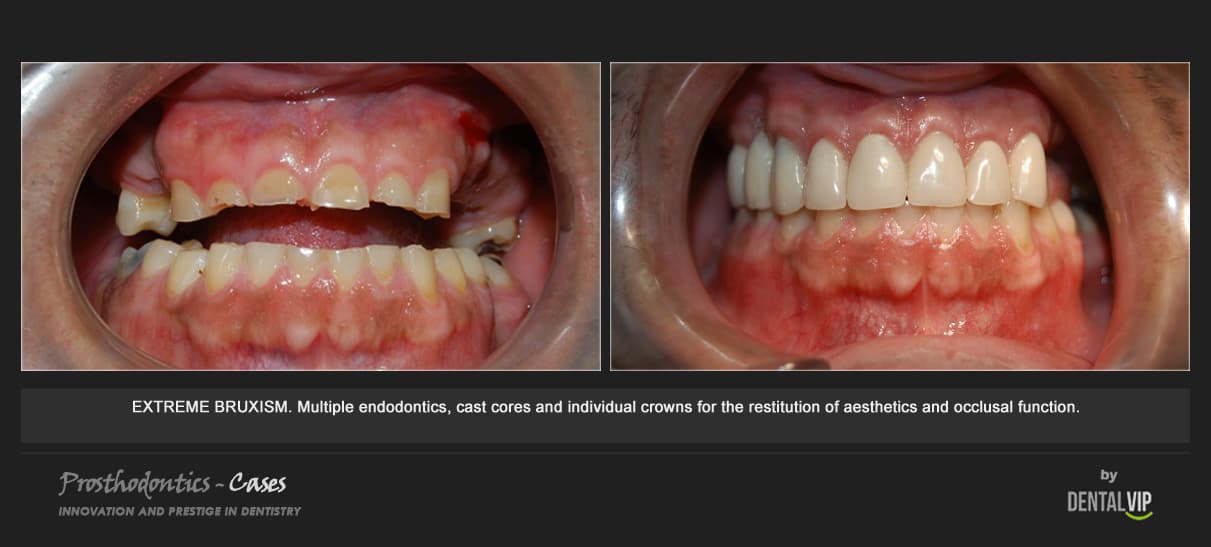 EXTREME BRUXISM. Multiple endodontics, cast cores and individual crowns for the restitution of aesthetics and occlusal function.
Prosthodontics - Cases
INNOVATION AND PRESTIGE IN DENTISTRY
by
DENTALVIP